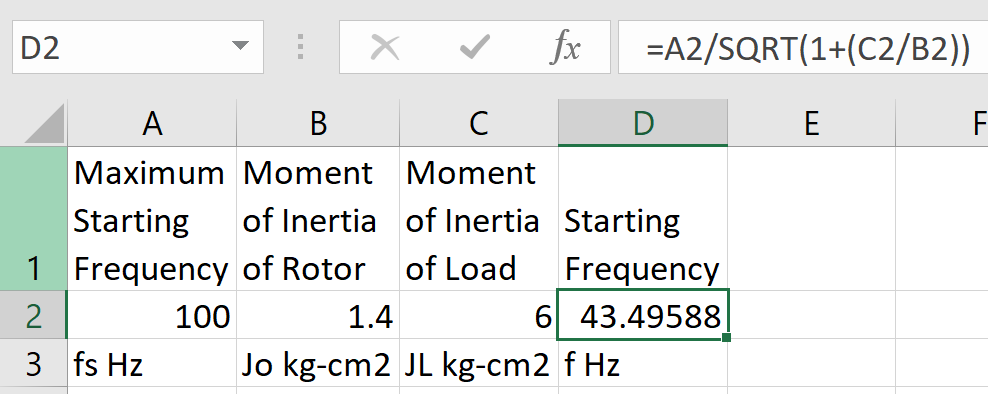 D2 fx =A2/SQRT(1+(C2/B2))
A B C D E F
Maximum Moment Moment
Starting of Inertia of Inertia Starting
1 Frequency of Rotor of Load Frequency
2 100 1.4 6 43.49588
3 fs Hz Jo kg-cm2 JL kg-cm2 f Hz